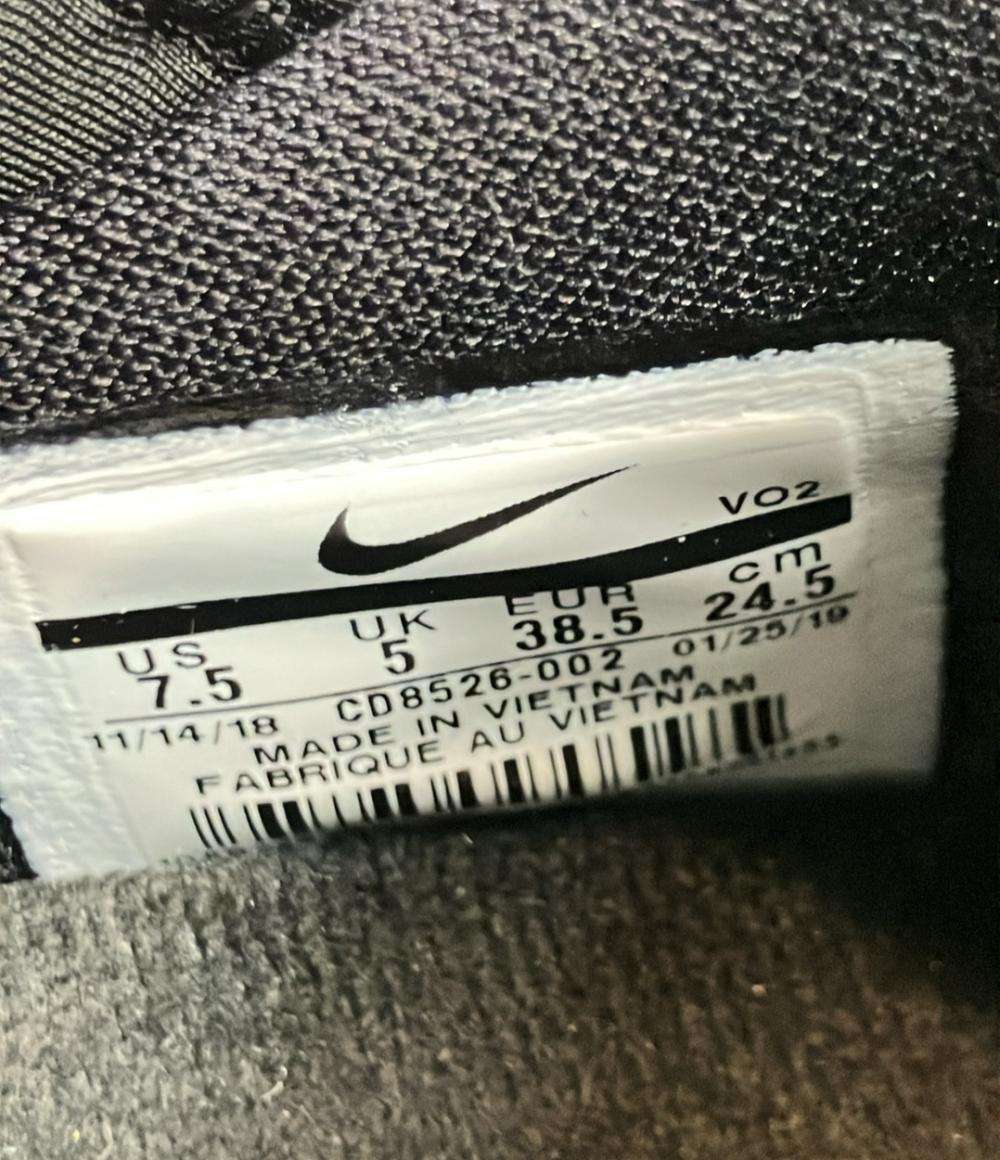 VO2
US UK EUR cm
7.5 5 38.5 24.5
11/14/18 CD8526-002 01/25/19
MADE IN VIETNAM
FABRIQUE AU VIETNAM